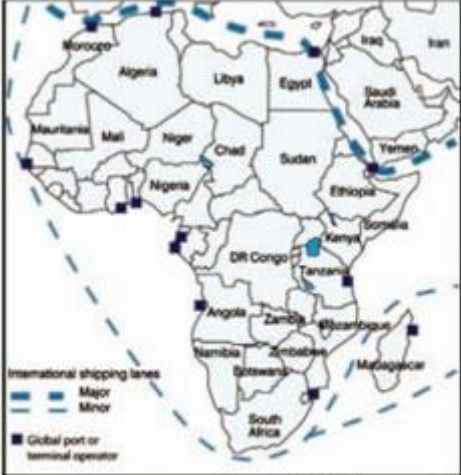 Morocco
Algeria
Libya
Egypt
Iraq
Iran
Saudi
Arabia
Mauritania
Mali
Niger
Chad
Sudan
Yemen
Nigeria
Ethiopia
Somalia
Kenya
DR Congo
Tanzania
Angola
Zambia
Mozambique
Namibia
Zimbabwe
Botswana
Madagascar
South
Africa
International shipping lanes
Major
Minor
Global port or
terminal operator